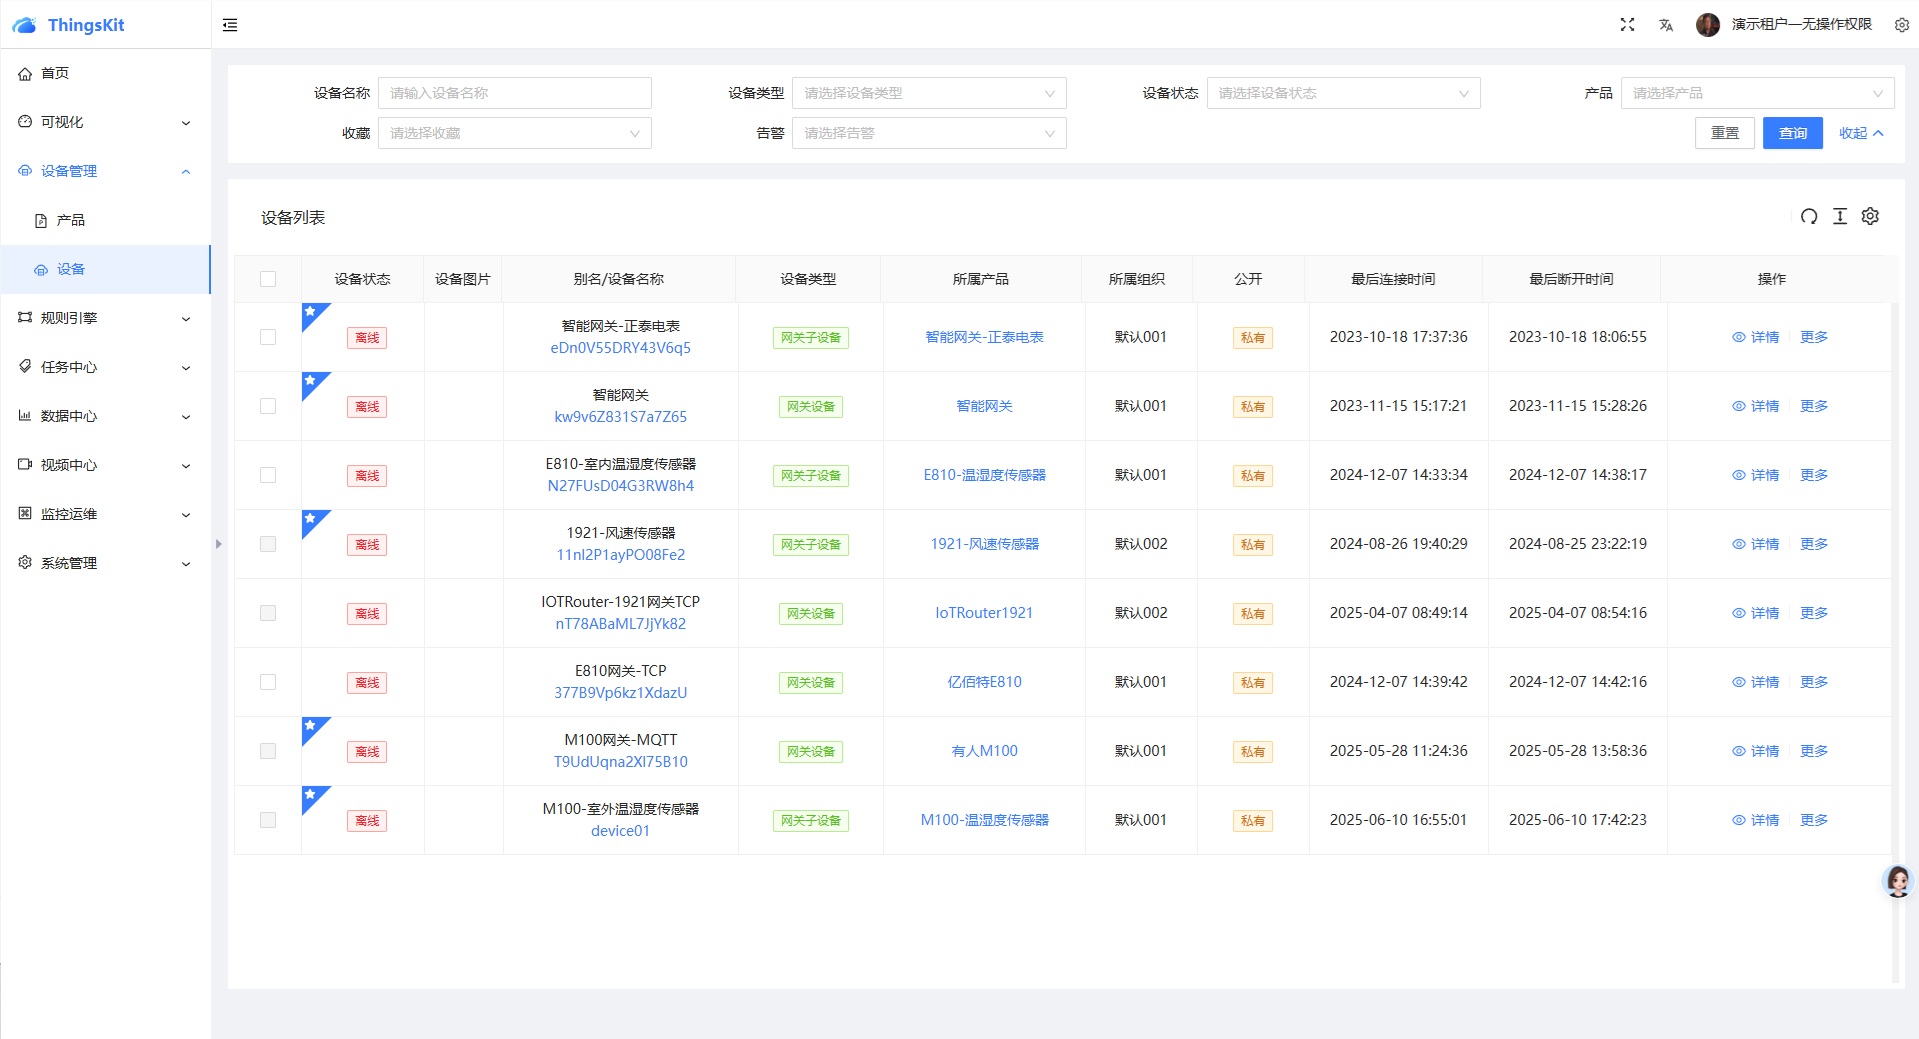 ThingsKit
演示租户—无操作权限
首页
可视化
设备管理
产品
设备
规则引擎
任务中心
数据中心
视频中心
监控运维
系统管理
设备名称 请输入设备名称 设备类型 请选择设备类型 设备状态 请选择设备状态 产品 请选择产品
收藏 请选择收藏 告警 请选择告警 重置 查询 收起
设备列表
设备状态 设备图片 别名/设备名称 设备类型 所属产品 所属组织 公开 最后连接时间 最后断开时间 操作
智能网关-正泰电表
离线 网关子设备 智能网关-正泰电表 默认001 私有 2023-10-18 17:37:36 2023-10-18 18:06:55 详情 更多
eDn0V55DRY43V6q5
智能网关
离线 网关设备 智能网关 默认001 私有 2023-11-15 15:17:21 2023-11-15 15:28:26 详情 更多
kw9v6Z831S7a7Z65
E810-室内温湿度传感器
离线 网关子设备 E810-温湿度传感器 默认001 私有 2024-12-07 14:33:34 2024-12-07 14:38:17 详情 更多
N27FUsD04G3RW8h4
1921-风速传感器
离线 网关子设备 1921-风速传感器 默认002 私有 2024-08-26 19:40:29 2024-08-25 23:22:19 详情 更多
11nl2P1ayPO08Fe2
IOTRouter-1921网关TCP
离线 网关设备 IoTRouter1921 默认002 私有 2025-04-07 08:49:14 2025-04-07 08:54:16 详情 更多
nT78ABaML7JjYk82
E810网关-TCP
离线 网关设备 亿佰特E810 默认001 私有 2024-12-07 14:39:42 2024-12-07 14:42:16 详情 更多
377B9Vp6kz1XdazU
M100网关-MQTT
离线 网关设备 有人M100 默认001 私有 2025-05-28 11:24:36 2025-05-28 13:58:36 详情 更多
T9UdUqna2Xl75B10
M100-室外温湿度传感器
离线 网关子设备 M100-温湿度传感器 默认001 私有 2025-06-10 16:55:01 2025-06-10 17:42:23 详情 更多
device01